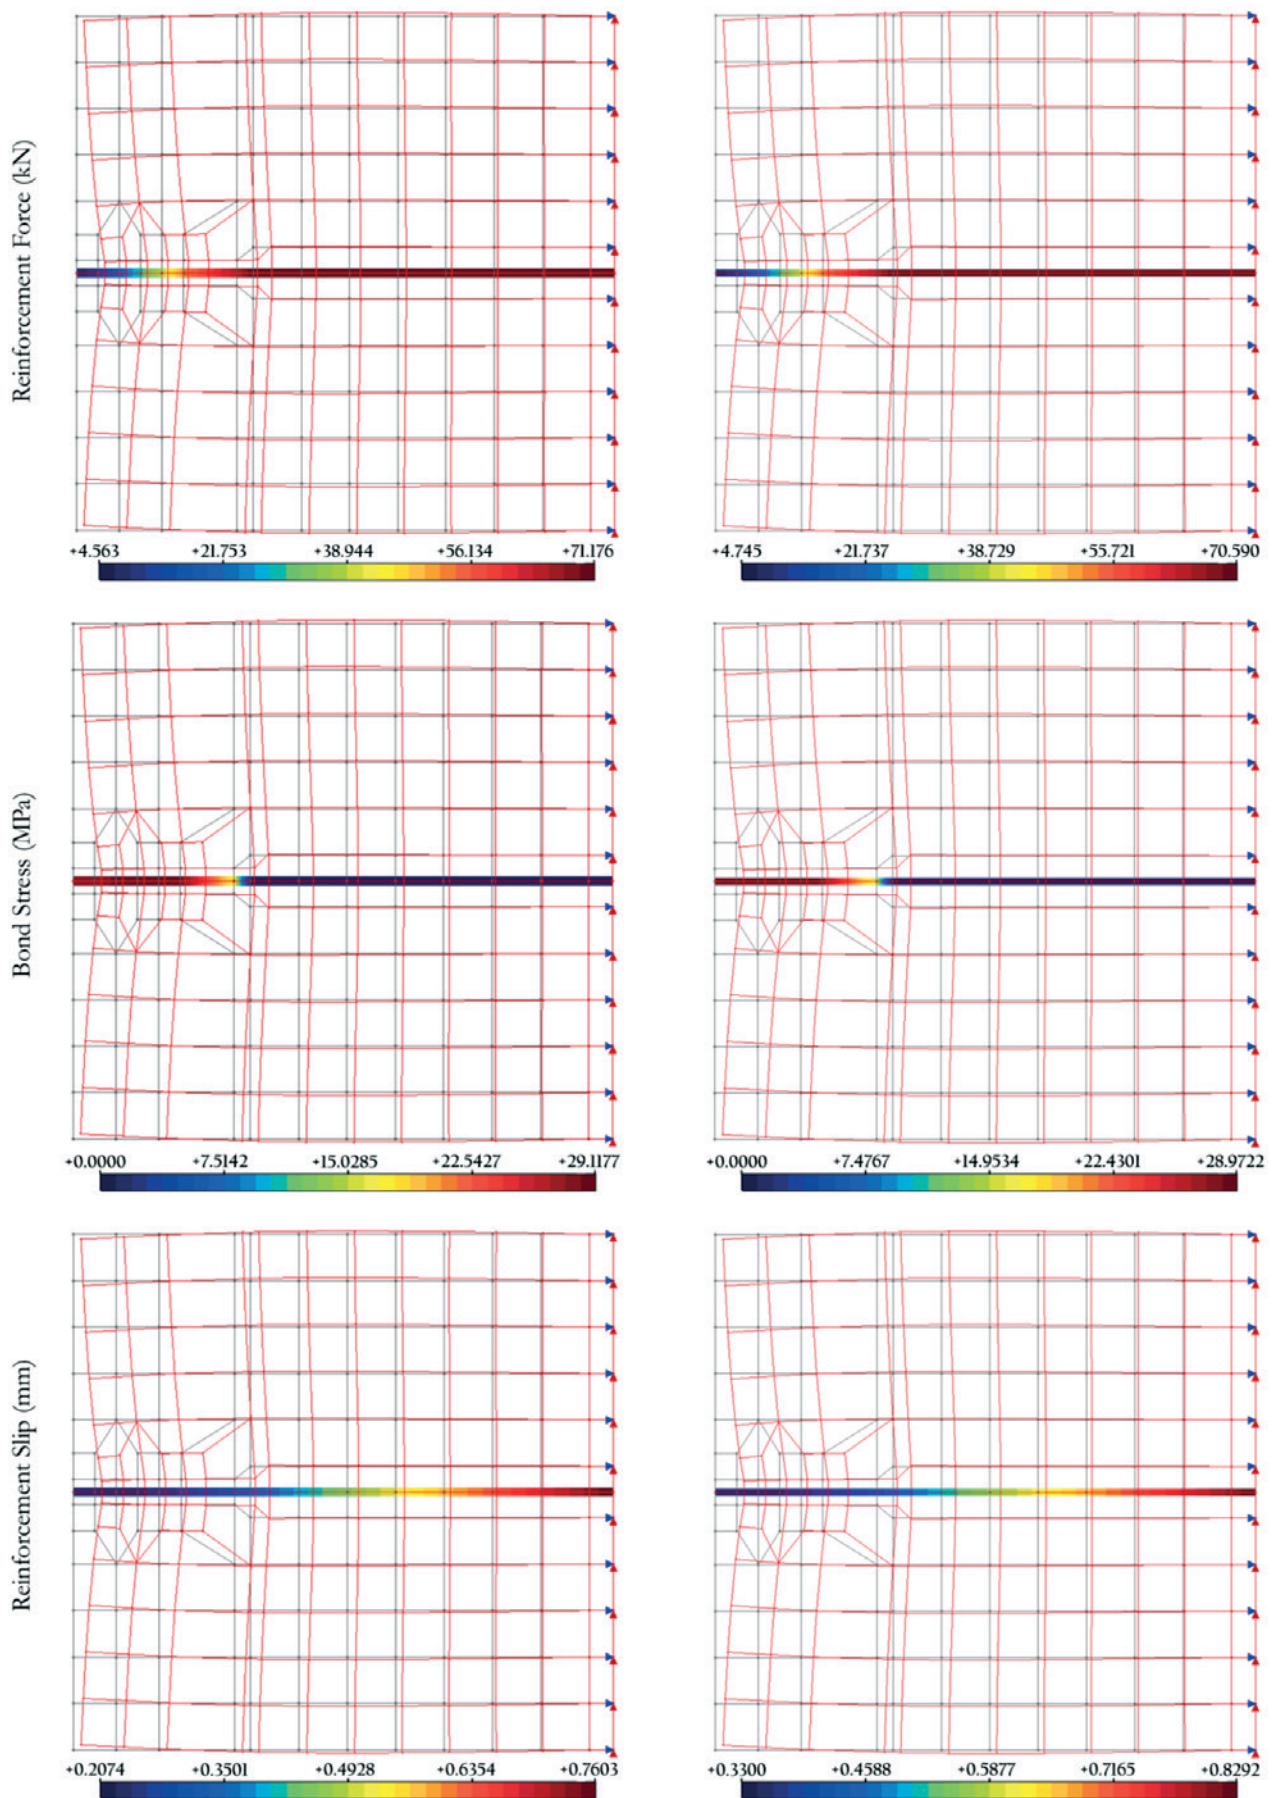 Reinforcement Force (kN)
+4.563 +21.753 +38.944 +56.134 +71.176
+4.745 +21.737 +38.729 +55.721 +70.590
Bond Stress (MPa)
+0.0000 +7.5142 +15.0285 +22.5427 +29.1177
+0.0000 +7.4767 +14.9534 +22.4301 +28.9722
Reinforcement Slip (mm)
+0.2074 +0.3501 +0.4928 +0.6354 +0.7603
+0.3300 +0.4588 +0.5877 +0.7165 +0.8292